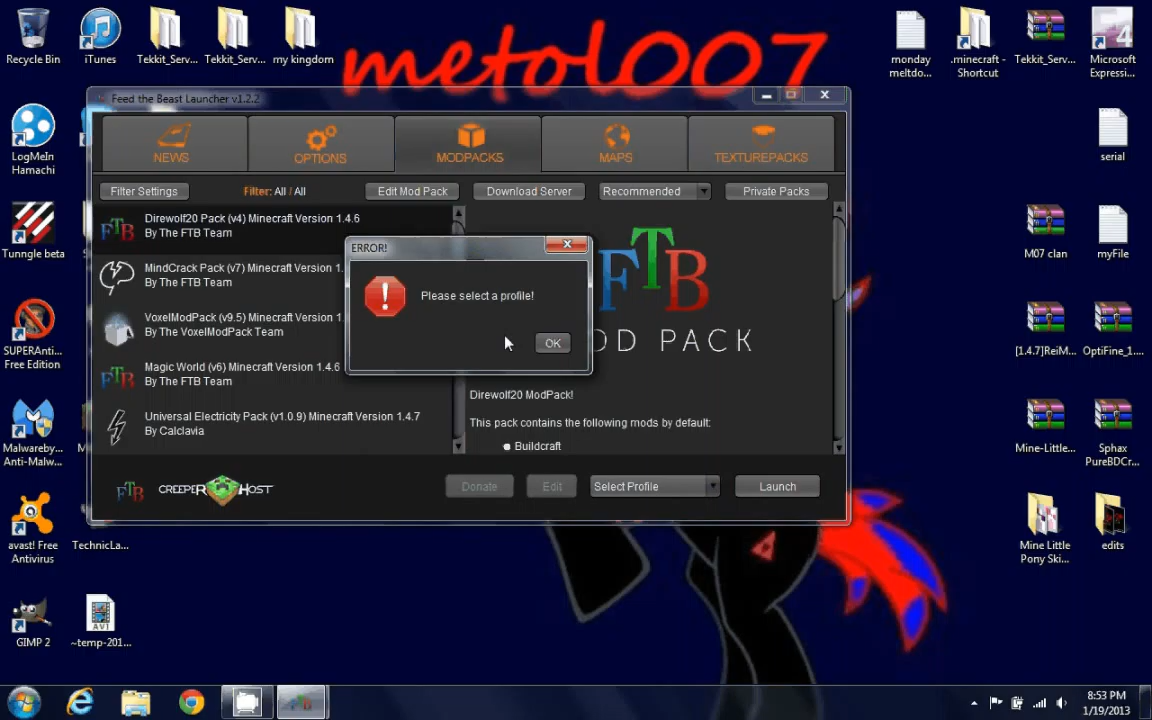 metol007
Recycle Bin
iTunes
Tekkit_Serv...
Tekkit_Serv...
my kingdom
monday
meltdo...
.minecraft -
Shortcut
Tekkit_Serv...
Microsoft
Expressi...
LogMeIn
Hamachi
serial
Tunngle beta
M07 clan
myFile
SUPERAnti...
Free Edition
[1.4.7]ReiM...
OptiFine_1....
Malwareby...
Anti-Malw...
Mine-Little...
Sphax
PureBDCr...
avast! Free
Antivirus
TechnicLa...
Mine Little
Pony Ski...
edits
GIMP 2
~temp-201...
Feed the Beast Launcher v1.2.2
NEWS
OPTIONS
MODPACKS
MAPS
TEXTUREPACKS
Filter Settings
Filter: All / All
Edit Mod Pack
Download Server
Recommended
Private Packs
FTB
Direwolf20 Pack (v4) Minecraft Version 1.4.6
By The FTB Team
MindCrack Pack (v7) Minecraft Version 1.
By The FTB Team
VoxelModPack (v9.5) Minecraft Version 1.
By The VoxelModPack Team
FTB
Magic World (v6) Minecraft Version 1.4.6
By The FTB Team
Universal Electricity Pack (v1.0.9) Minecraft Version 1.4.7
By Calclavia
ERROR!
Please select a profile!
OK
FTB
OD PACK
Direwolf20 ModPack!
This pack contains the following mods by default:
Buildcraft
FTB
CREEPER HOST
Donate
Edit
Select Profile
Launch
8:53 PM
1/19/2013